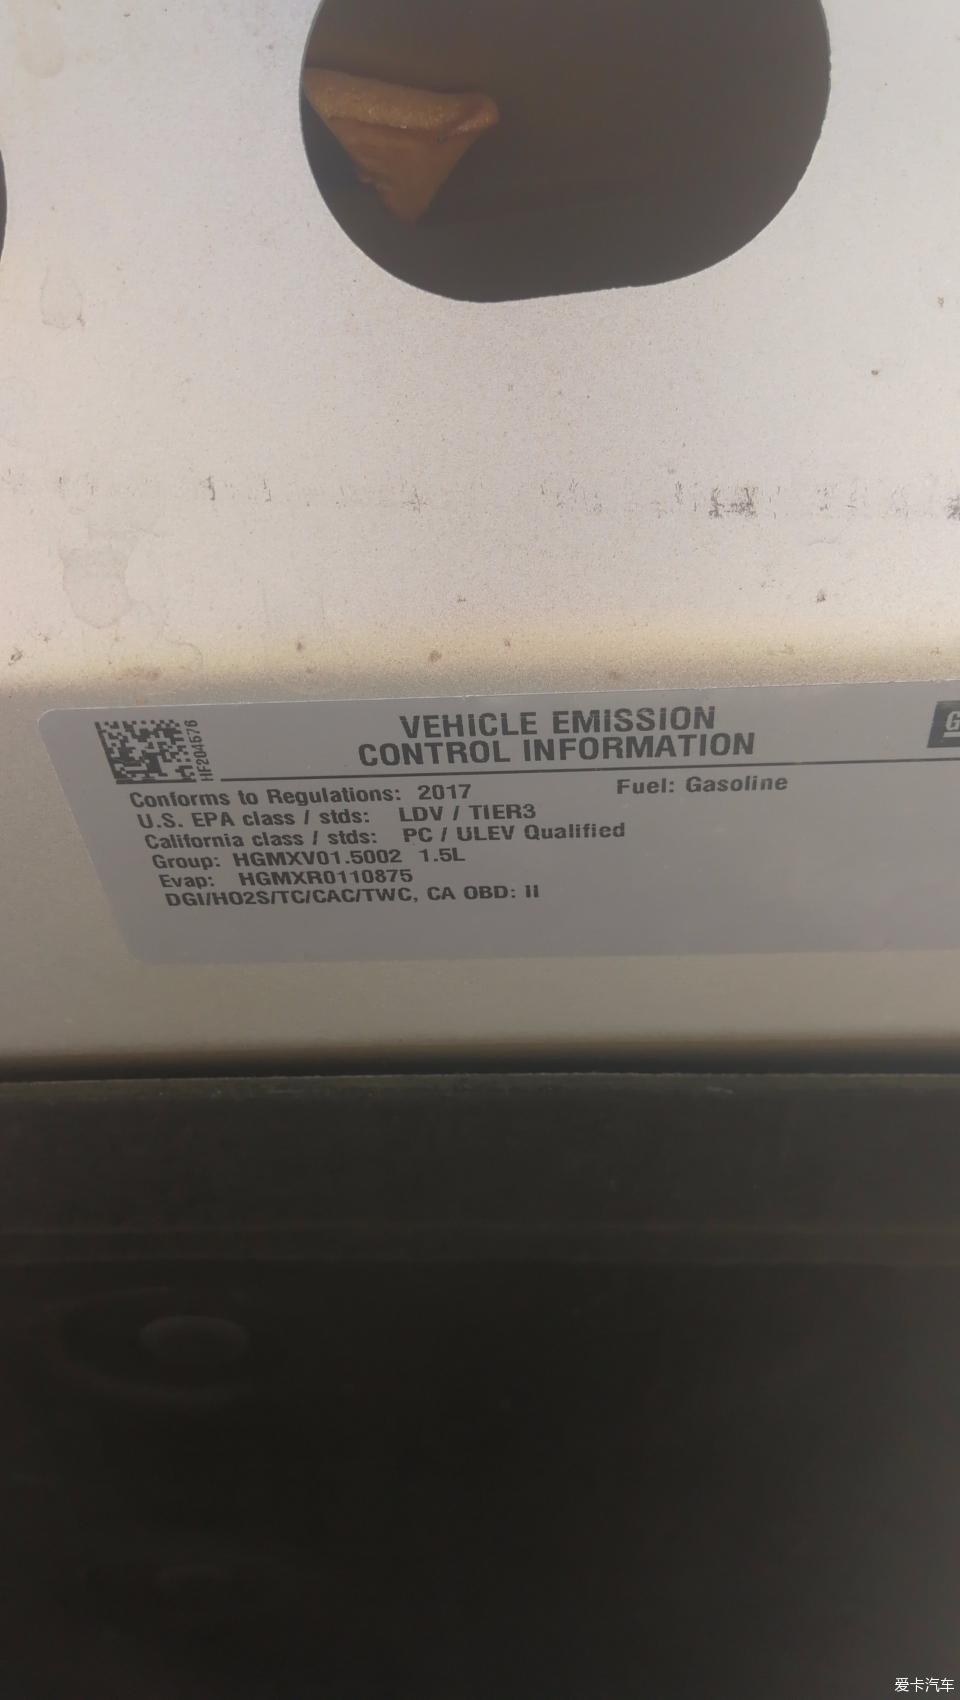 HF204576
VEHICLE EMISSION
CONTROL INFORMATION
Conforms to Regulations: 2017 Fuel: Gasoline
U.S. EPA class / stds: LDV / TIER3
California class / stds: PC / ULEV Qualified
Group: HGMXV01.5002 1.5L
Evap: HGMXR0110875
DGI/HO2S/TC/CAC/TWC, CA OBD: II
爱卡汽车